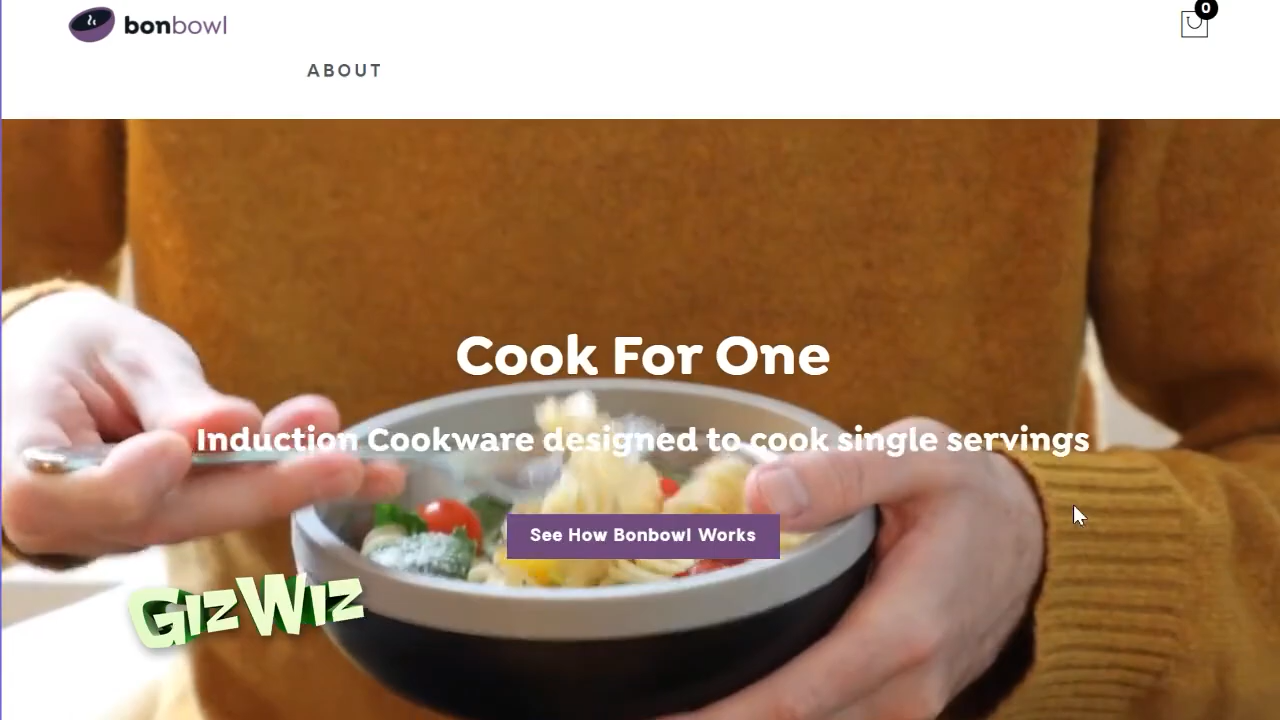 bonbowl
0
ABOUT
Cook For One
Induction Cookware designed to cook single servings
See How Bonbowl Works
GIZWIZ